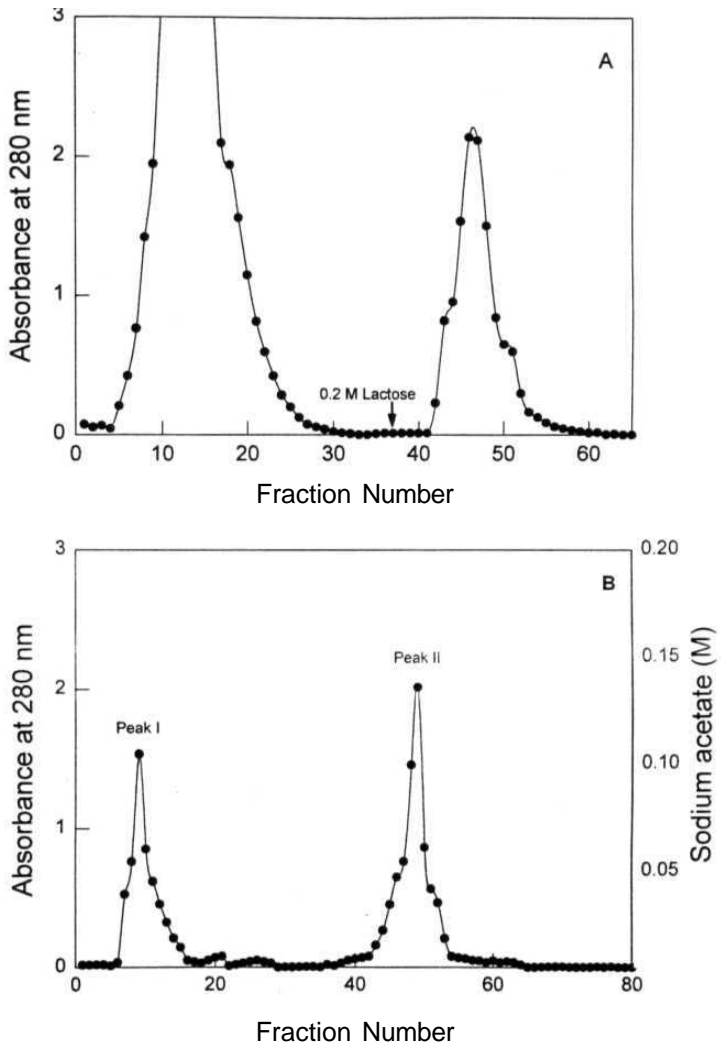 3
A
2
Absorbance at 280 nm
1
0.2 M Lactose
0
0 10 20 30 40 50 60
Fraction Number
3 0.20
B
Peak II 0.15
2
Peak I
Absorbance at 280 nm
0.10
Sodium acetate (M)
1
0.05
0
0 20 40 60 80
Fraction Number